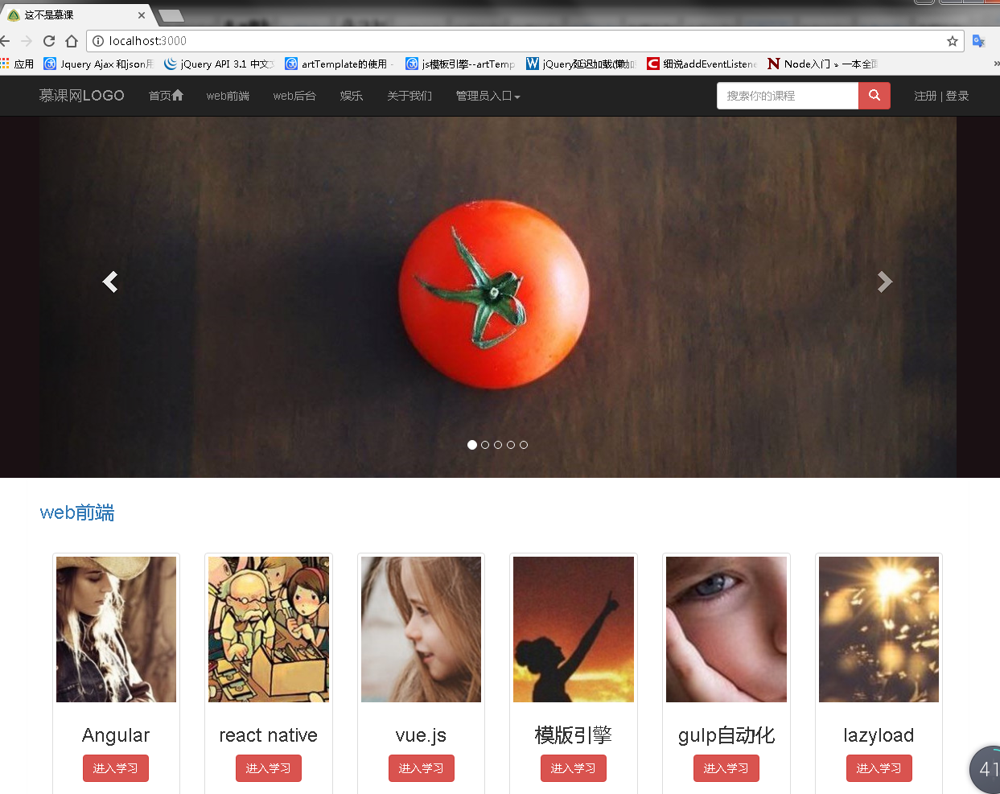 这不是慕课
localhost:3000
应用 Jquery Ajax 和json用 jQuery API 3.1 中文文 artTemplate的使用 - js模板引擎--artTemp jQuery延迟加载(懒加 细说addEventListene Node入门 » 一本全面 »
慕课网LOGO 首页 web前端 web后台 娱乐 关于我们 管理员入口 搜索你的课程 注册 | 登录
web前端
Angular react native vue.js 模版引擎 gulp自动化 lazyload
进入学习 进入学习 进入学习 进入学习 进入学习 进入学习
41